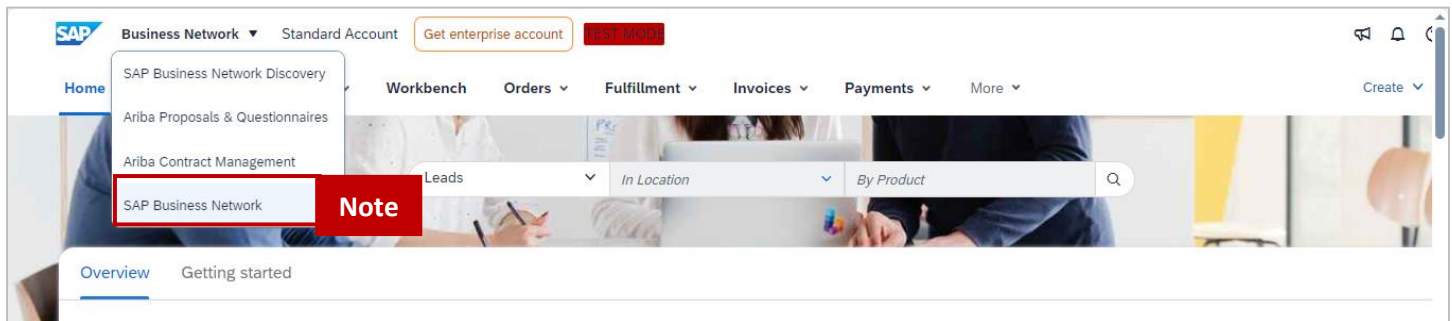 SAP Business Network ▼ Standard Account Get enterprise account TEST MODE
SAP Business Network Discovery
Home Workbench Orders Fulfillment Invoices Payments More Create
Ariba Proposals & Questionnaires
Ariba Contract Management
Leads In Location By Product
SAP Business Network Note
Overview Getting started